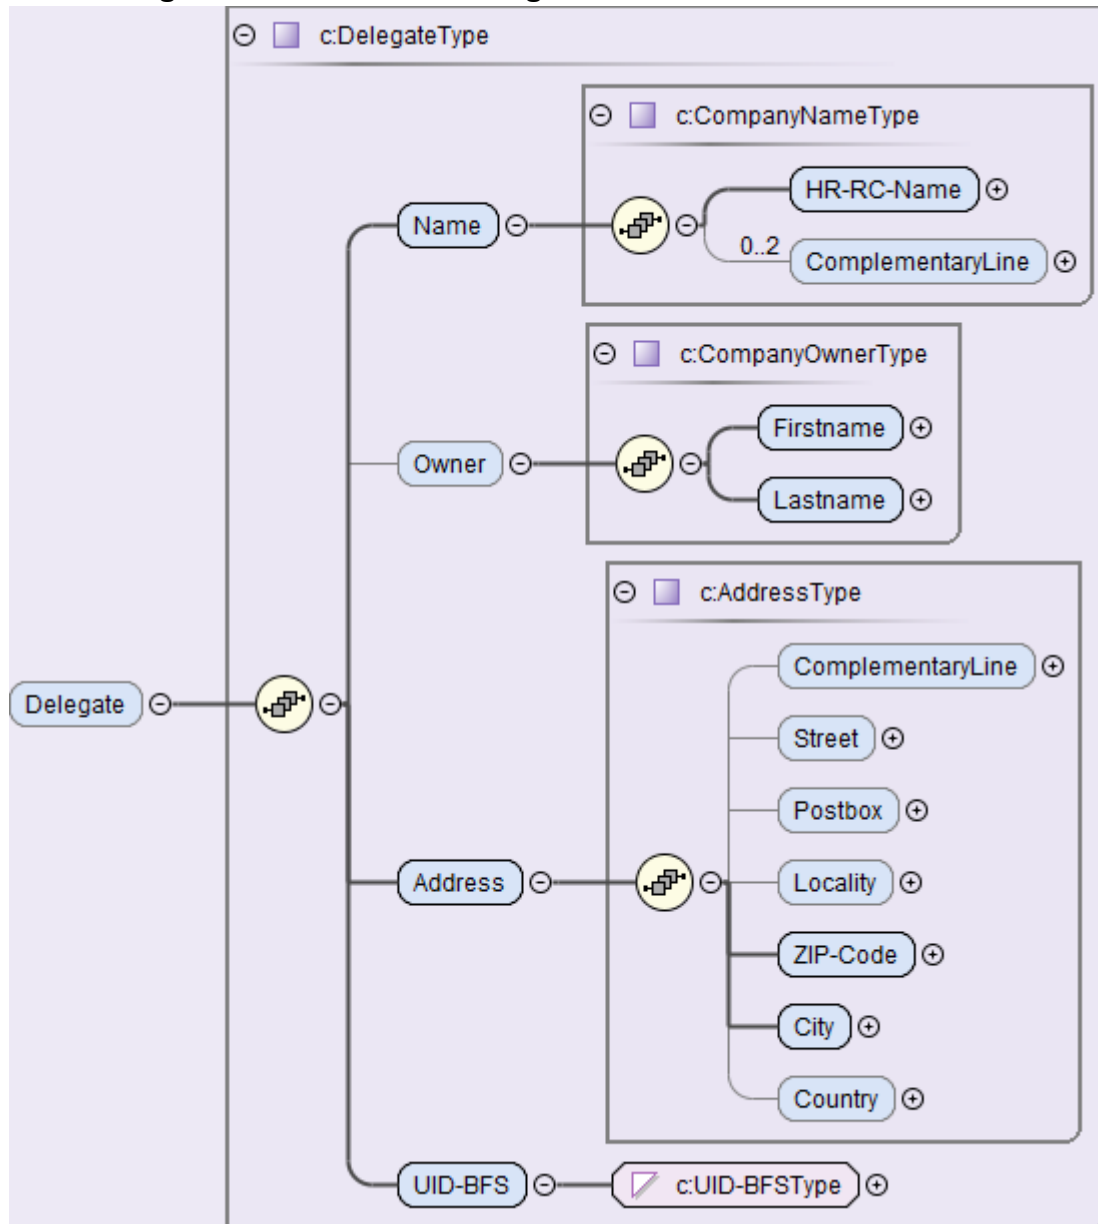 c:DelegateType
c:CompanyNameType
HR-RC-Name
Name
0..2
ComplementaryLine
c:CompanyOwnerType
Firstname
Owner
Lastname
c:AddressType
ComplementaryLine
Delegate
Street
Postbox
Address
Locality
ZIP-Code
City
Country
UID-BFS
c:UID-BFSType